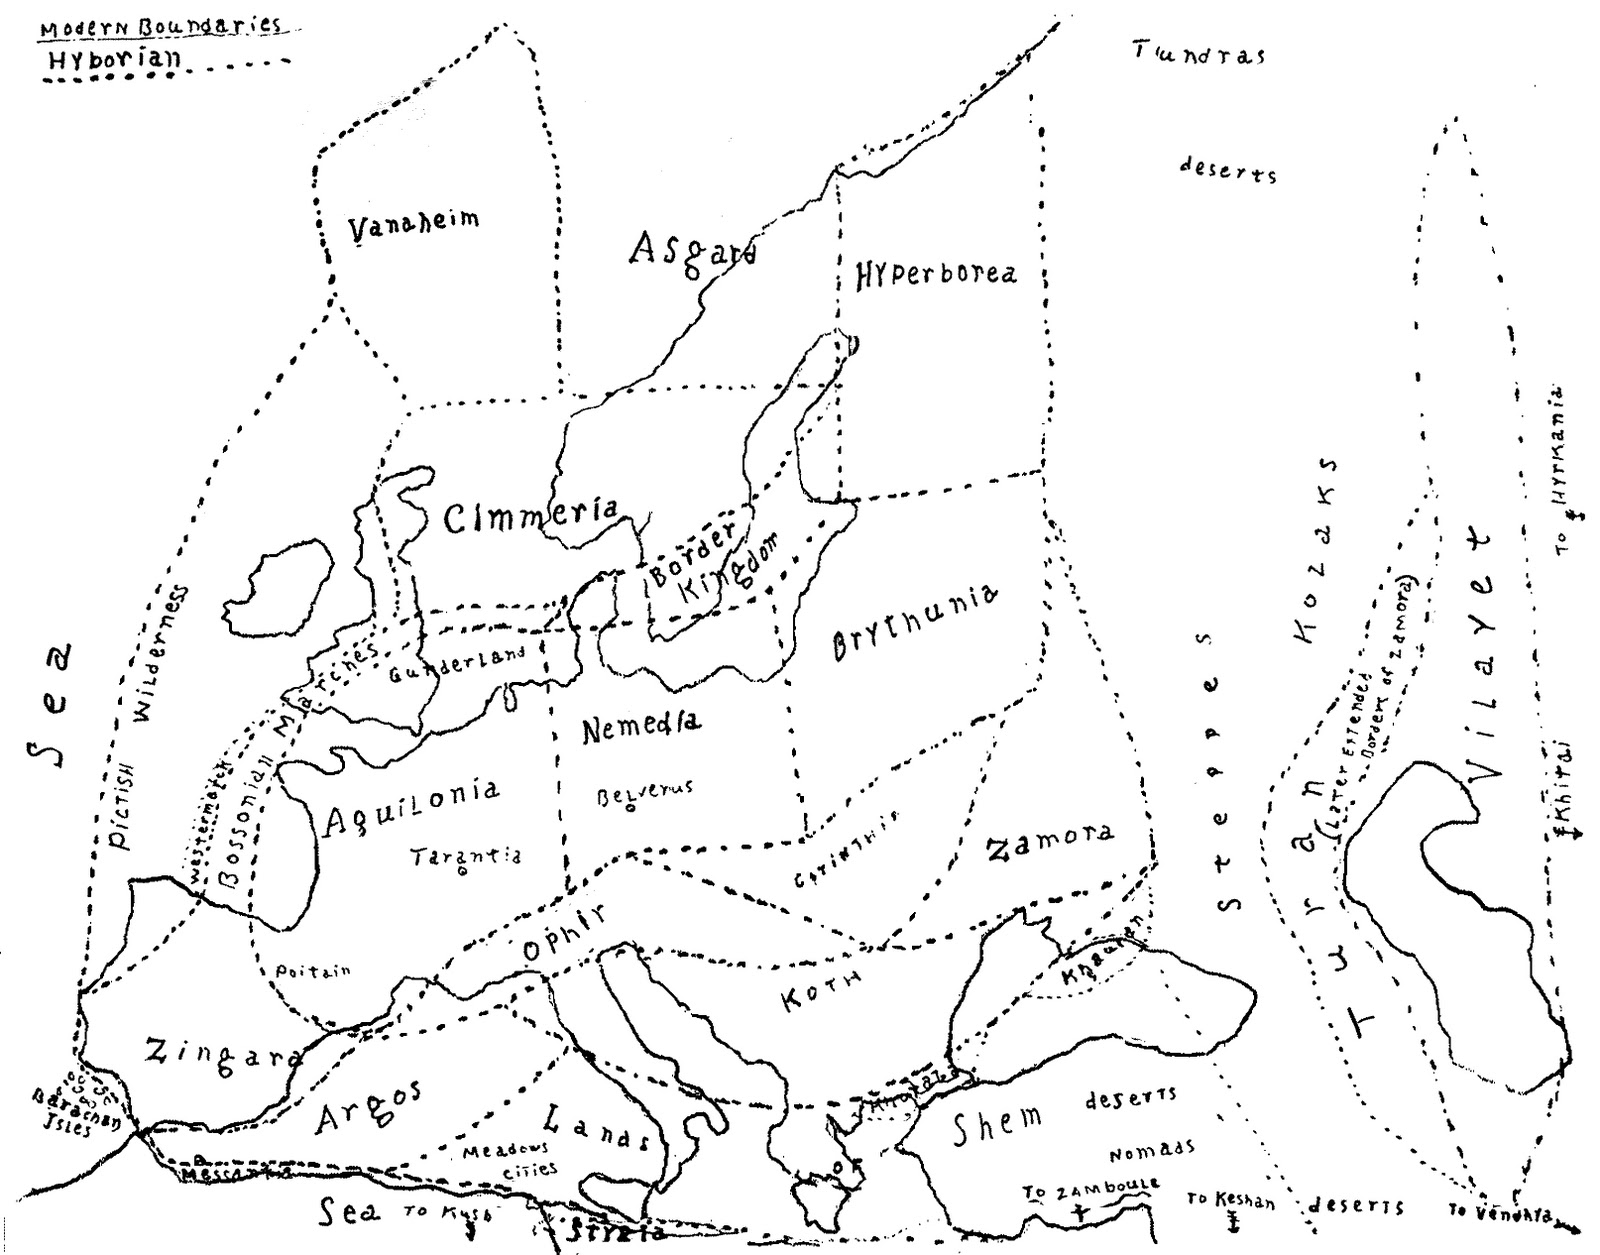 Modern Boundaries
Hyborian
Tundras
deserts
Vanaheim
Asgard
Hyperborea
Cimmeria
Border
Kingdom
To Hyrkania
Kozaks
Vilayet
Sea
Pictish Wilderness
Westermarck
Bossonian Marches
Gunderland
Brythunia
Nemedia
Belverus
Aquilonia
Tarantia
Corinthia
Zamora
Steppes
Turan
(Later Extended
Borders of Zamora)
Khitai
Ophir
Poitain
Koth
Khauran
Zingara
Argos
Barachan
Isles
Messantia
Meadows
cities
Shem
Lands
of
deserts
Nomads
To Zamboula
To Keshan
deserts
To Vendhya
Sea
To Kush
Stygia